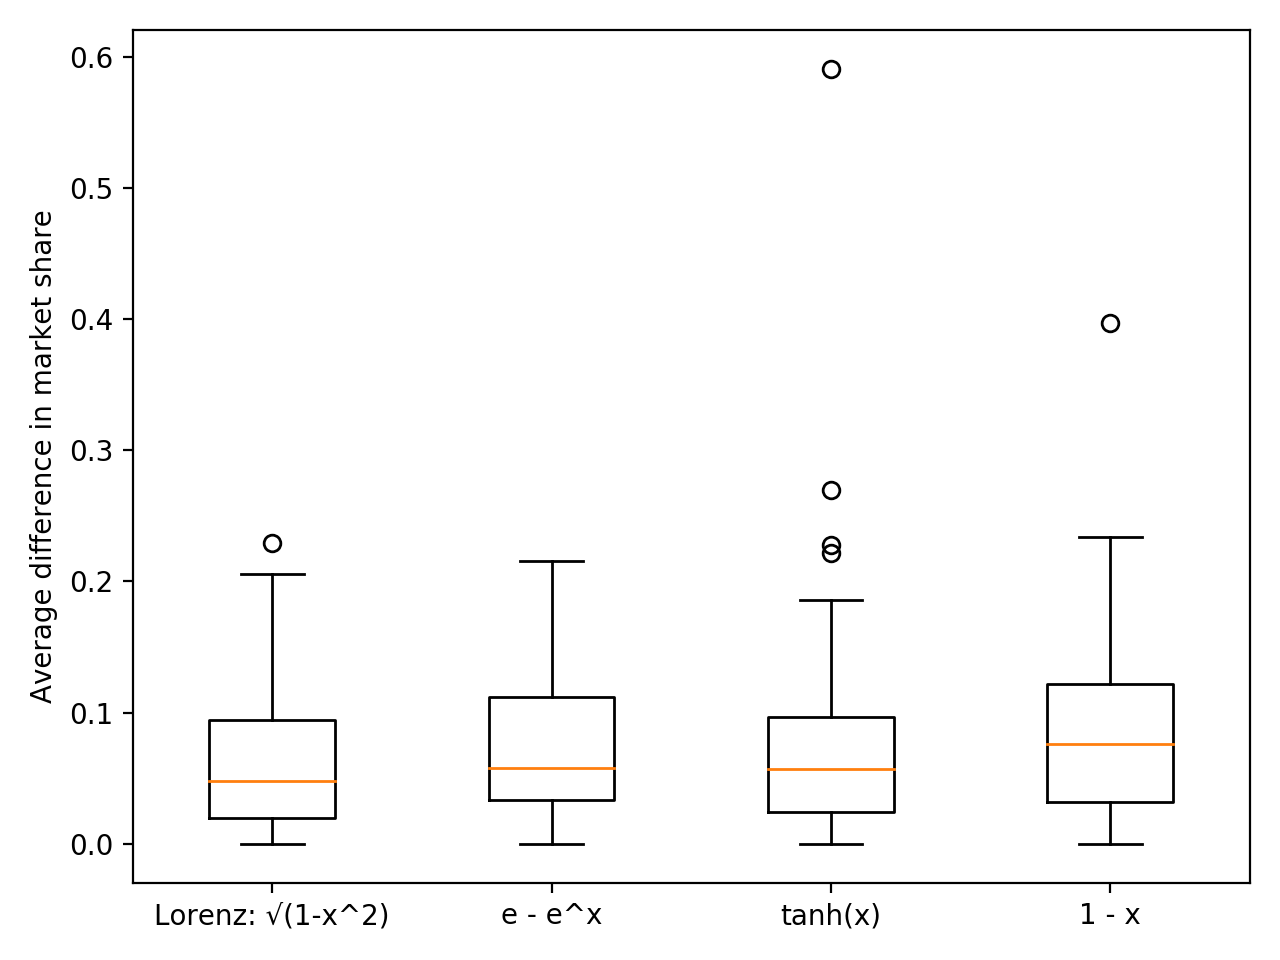 Average difference in market share
0.6
0.5
0.4
0.3
0.2
0.1
0.0
Lorenz: √(1-x^2)
e - e^x
tanh(x)
1 - x